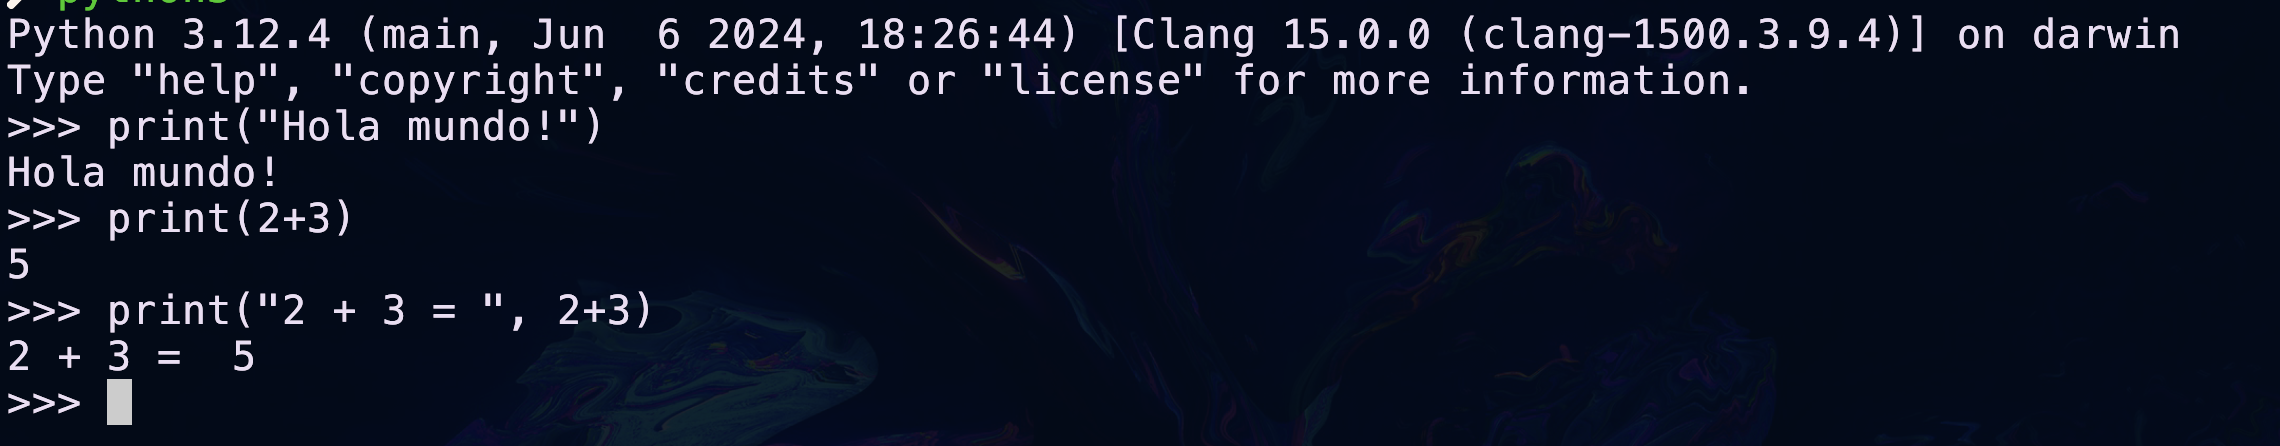 Python 3.12.4 (main, Jun  6 2024, 18:26:44) [Clang 15.0.0 (clang-1500.3.9.4)] on darwin
Type "help", "copyright", "credits" or "license" for more information.
>>> print("Hola mundo!")
Hola mundo!
>>> print(2+3)
5
>>> print("2 + 3 = ", 2+3)
2 + 3 =  5
>>>